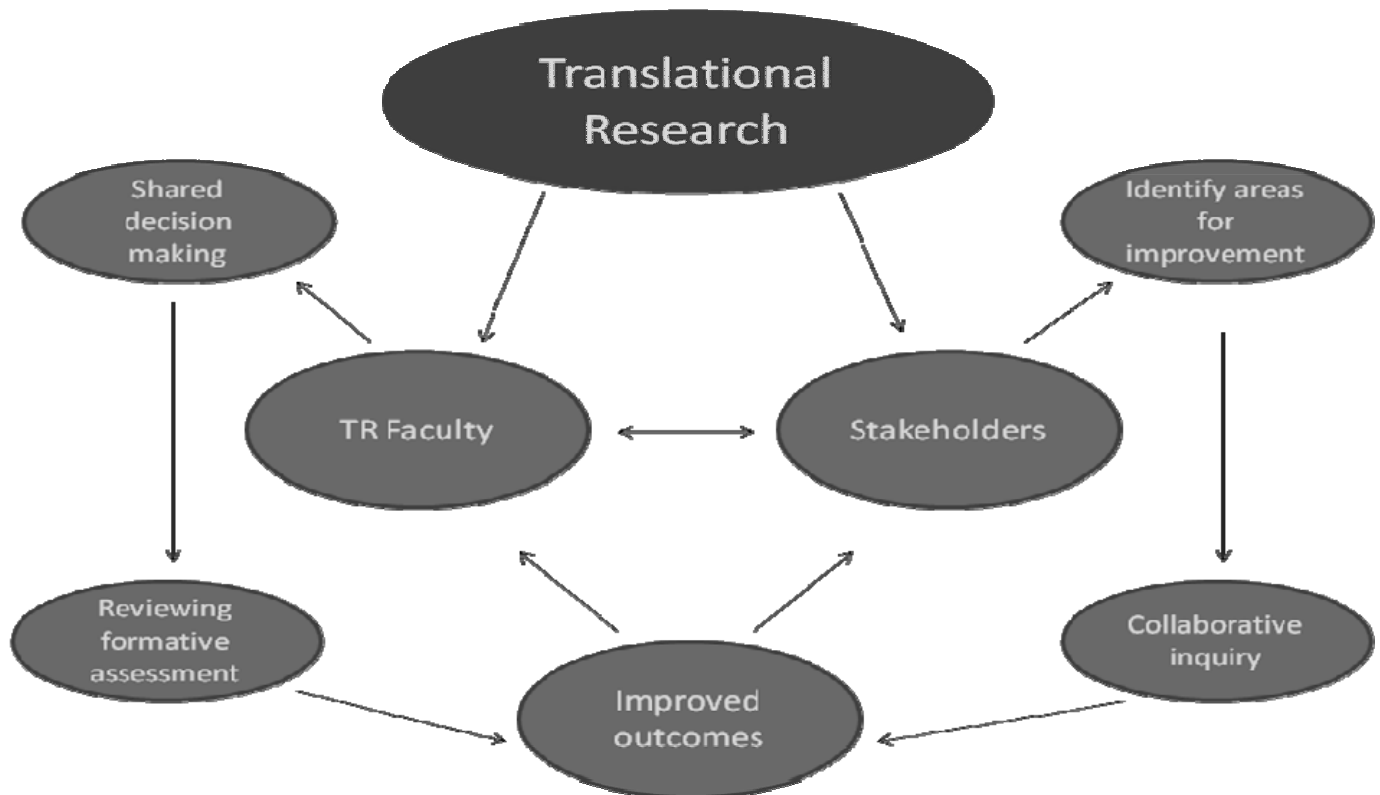 Translational
Research
Shared
decision
making
Identify areas
for
improvement
TR Faculty
Stakeholders
Reviewing
formative
assessment
Improved
outcomes
Collaborative
inquiry